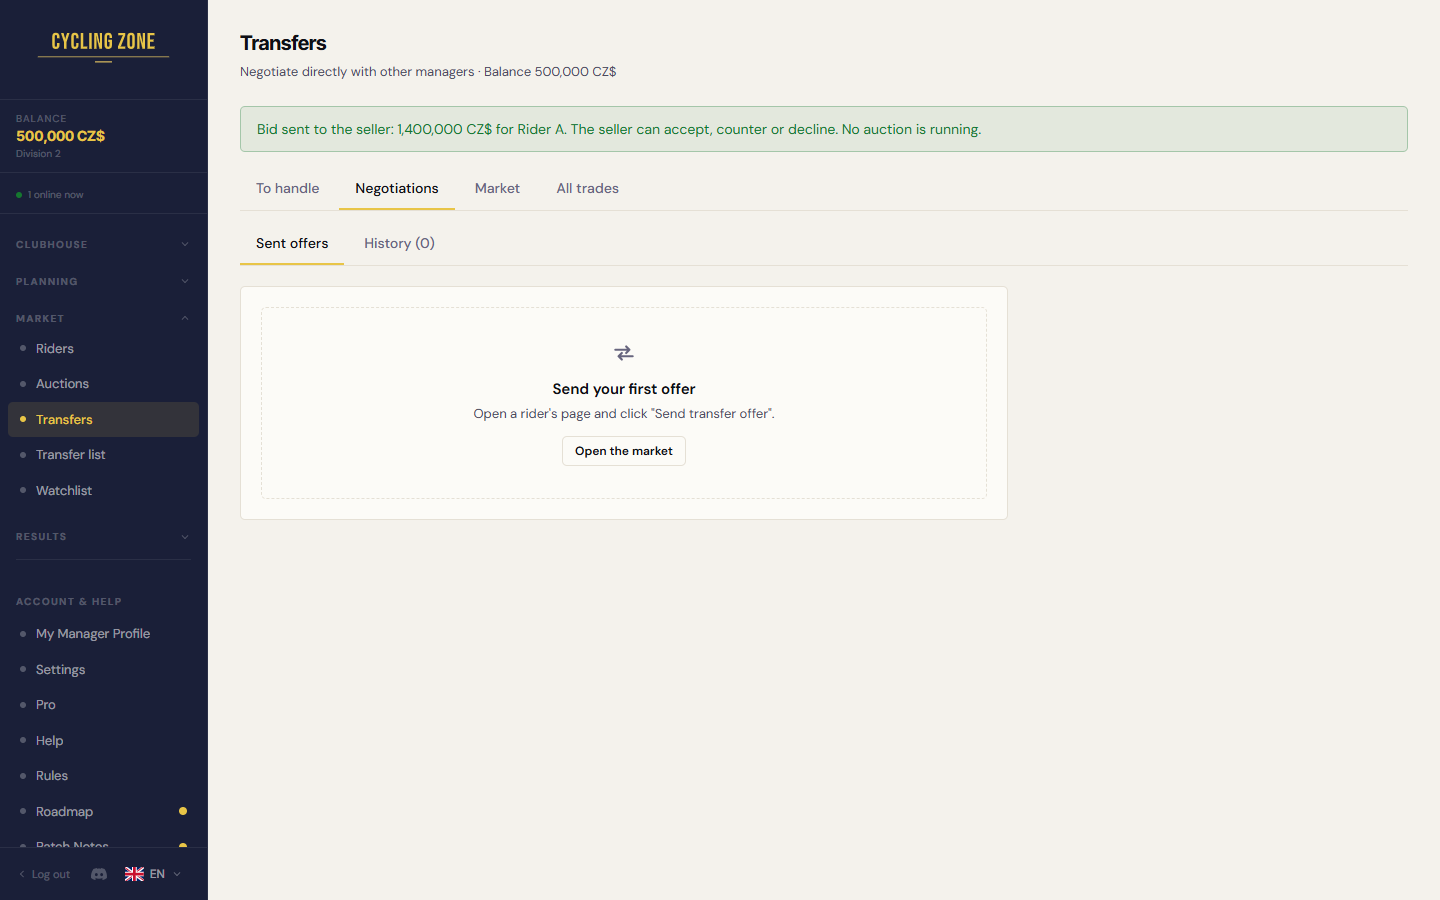 CYCLING ZONE
BALANCE
500,000 CZ$
Division 2
1 online now
CLUBHOUSE
PLANNING
MARKET
Riders
Auctions
Transfers
Transfer list
Watchlist
RESULTS
ACCOUNT & HELP
My Manager Profile
Settings
Pro
Help
Rules
Roadmap
Patch Notes
Log out
EN
Transfers
Negotiate directly with other managers · Balance 500,000 CZ$
Bid sent to the seller: 1,400,000 CZ$ for Rider A. The seller can accept, counter or decline. No auction is running.
To handle Negotiations Market All trades
Sent offers History (0)
Send your first offer
Open a rider's page and click "Send transfer offer".
Open the market